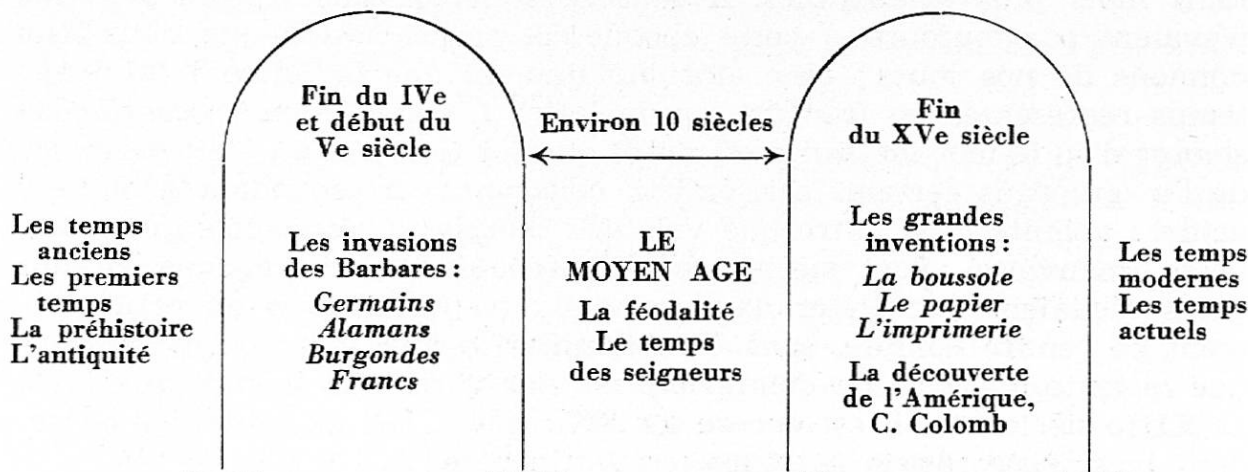 Les temps
anciens
Les premiers
temps
La préhistoire
L'antiquité
Fin du IVe
et début du
Ve siècle
Les invasions
des Barbares :
Germains
Alamans
Burgondes
Francs
Environ 10 siècles
LE
MOYEN AGE
La féodalité
Le temps
des seigneurs
Fin
du XVe siècle
Les grandes
inventions :
La boussole
Le papier
L'imprimerie
La découverte
de l'Amérique,
C. Colomb
Les temps
modernes
Les temps
actuels